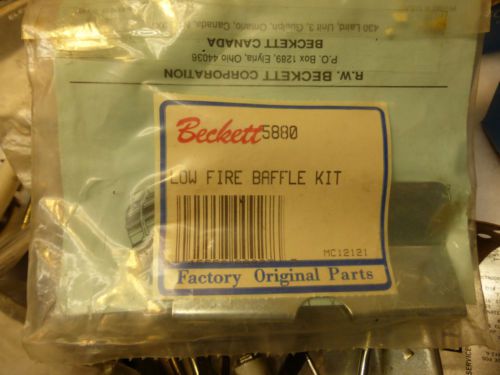 R.W. BECKETT CORPORATION
P.O. Box 1289, Elyria, Ohio 44036
BECKETT CANADA
430 Laird, Unit 3, Guelph, Ontario, Canada,
Beckett 5880
LOW FIRE BAFFLE KIT
MC12121
Factory Original Parts
SERVICE